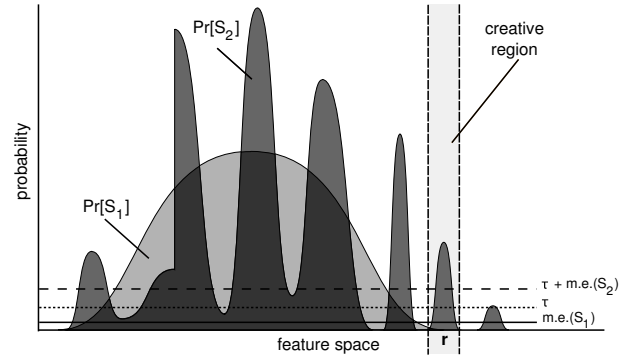 Pr[S2]
creative
region
probability
Pr[S1]
τ + m.e.(S2)
τ
m.e.(S1)
feature space
r